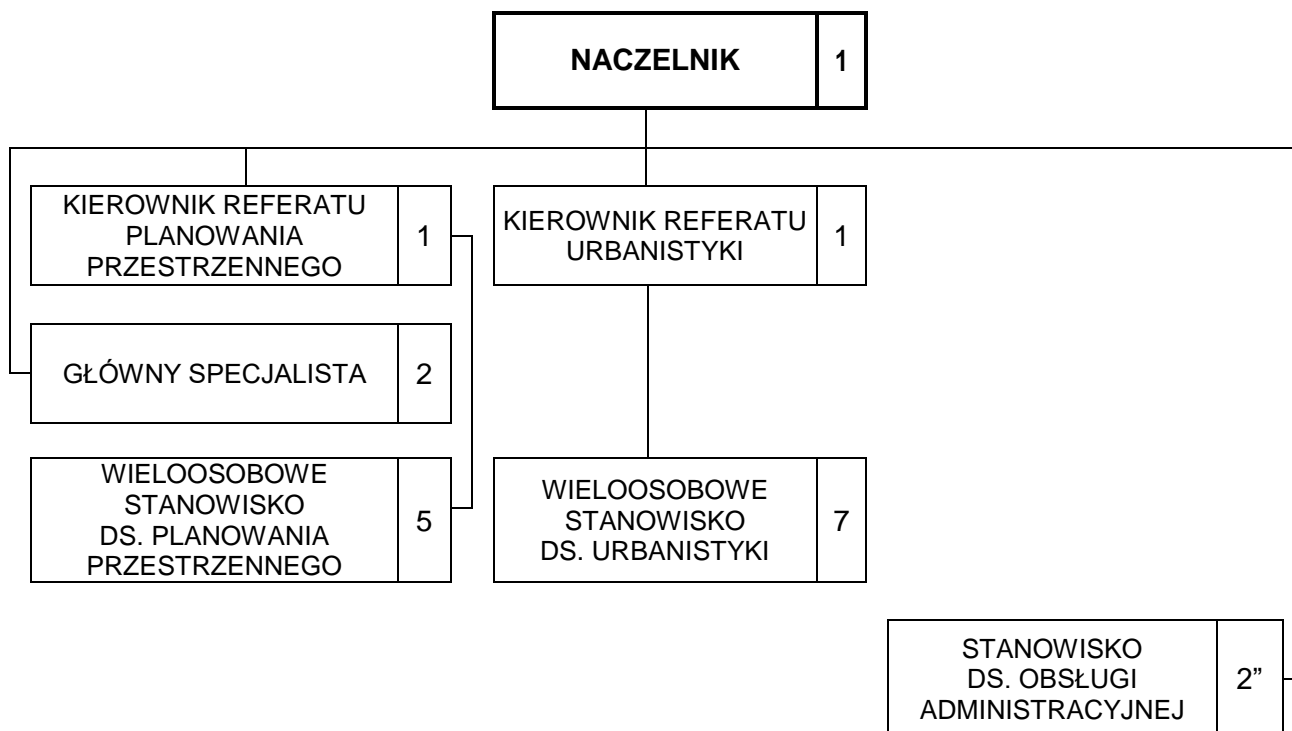 NACZELNIK 1
KIEROWNIK REFERATU
PLANOWANIA
PRZESTRZENNEGO
1
KIEROWNIK REFERATU
URBANISTYKI
1
GŁÓWNY SPECJALISTA 2
WIELOOSOBOWE
STANOWISKO
DS. PLANOWANIA
PRZESTRZENNEGO
5
WIELOOSOBOWE
STANOWISKO
DS. URBANISTYKI
7
STANOWISKO
DS. OBSŁUGI
ADMINISTRACYJNEJ
2”